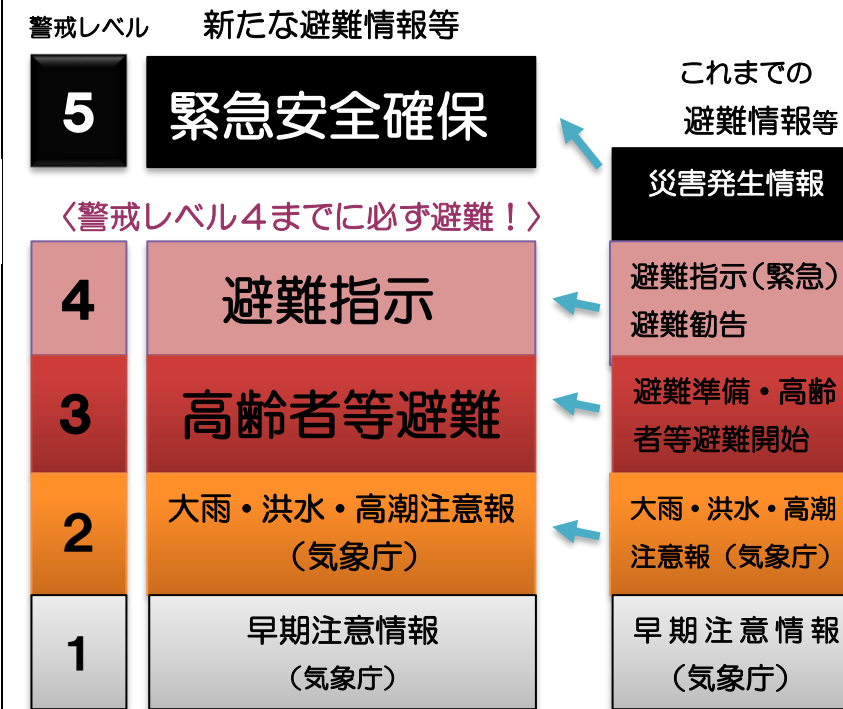 警戒レベル
新たな避難情報等
5
緊急安全確保
〈警戒レベル４までに必ず避難！〉
4
避難指示
3
高齢者等避難
2
大雨・洪水・高潮注意報
（気象庁）
1
早期注意情報
（気象庁）
これまでの
避難情報等
災害発生情報
避難指示（緊急）
避難勧告
避難準備・高齢
者等避難開始
大雨・洪水・高潮
注意報（気象庁）
早期注意情報
（気象庁）